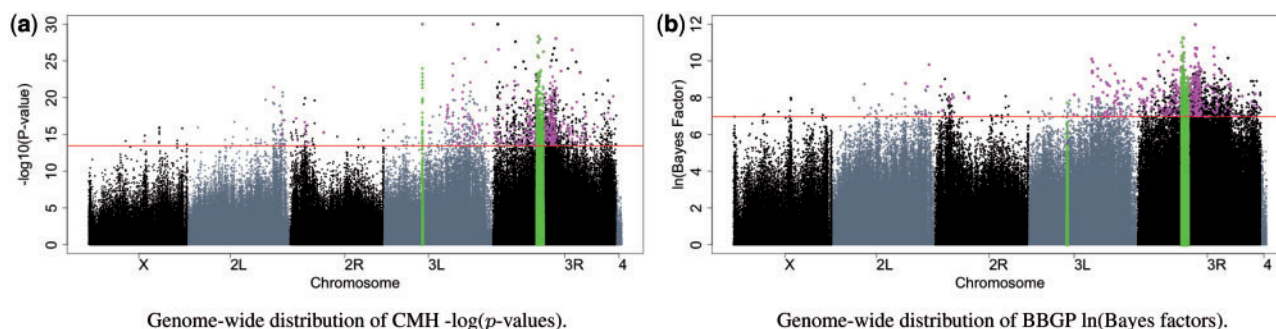 (a)
30
25
20
15
10
5
0
-log10(P-value)
X 2L 2R 3L 3R 4
Chromosome
Genome-wide distribution of CMH -log(p-values).
(b)
12
10
8
6
4
2
0
ln(Bayes Factor)
X 2L 2R 3L 3R 4
Chromosome
Genome-wide distribution of BBGP ln(Bayes factors).